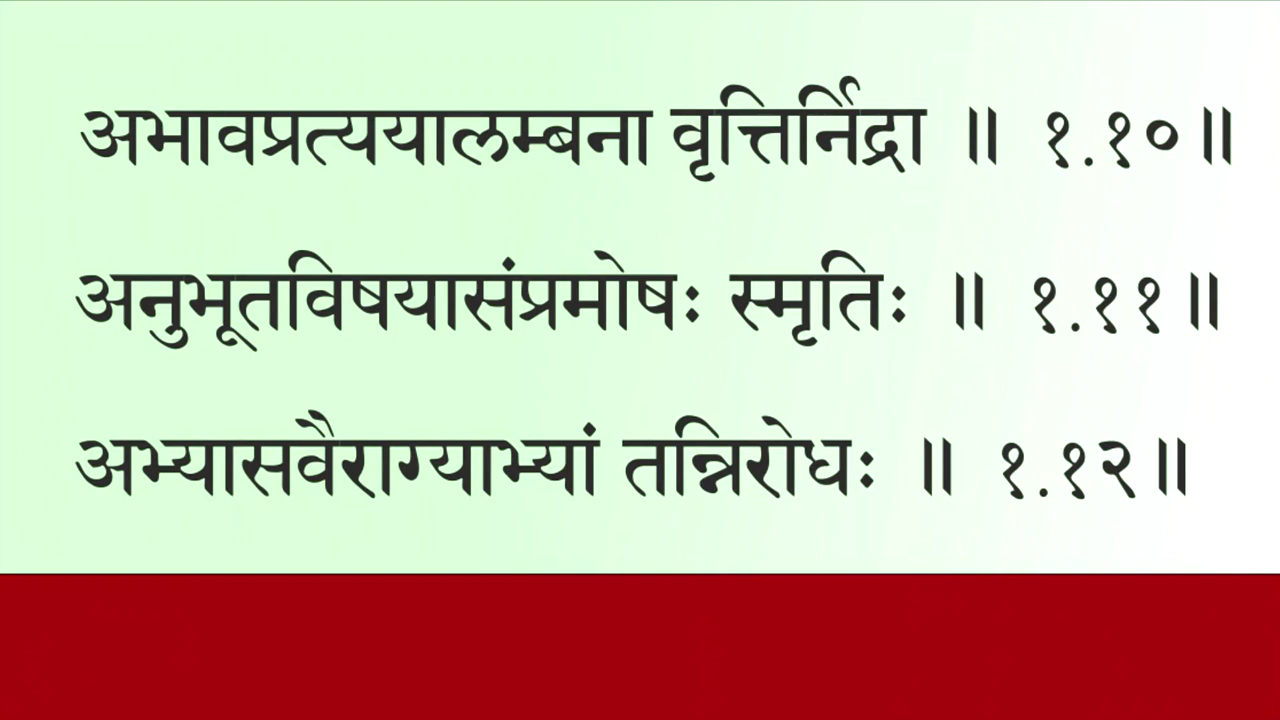 अभावप्रत्ययालम्बना वृत्तिर्निद्रा ॥ १.१० ॥
अनुभूतविषयासंप्रमोषः स्मृतिः ॥ १.११ ॥
अभ्यासवैराग्याभ्यां तन्निरोधः ॥ १.१२ ॥